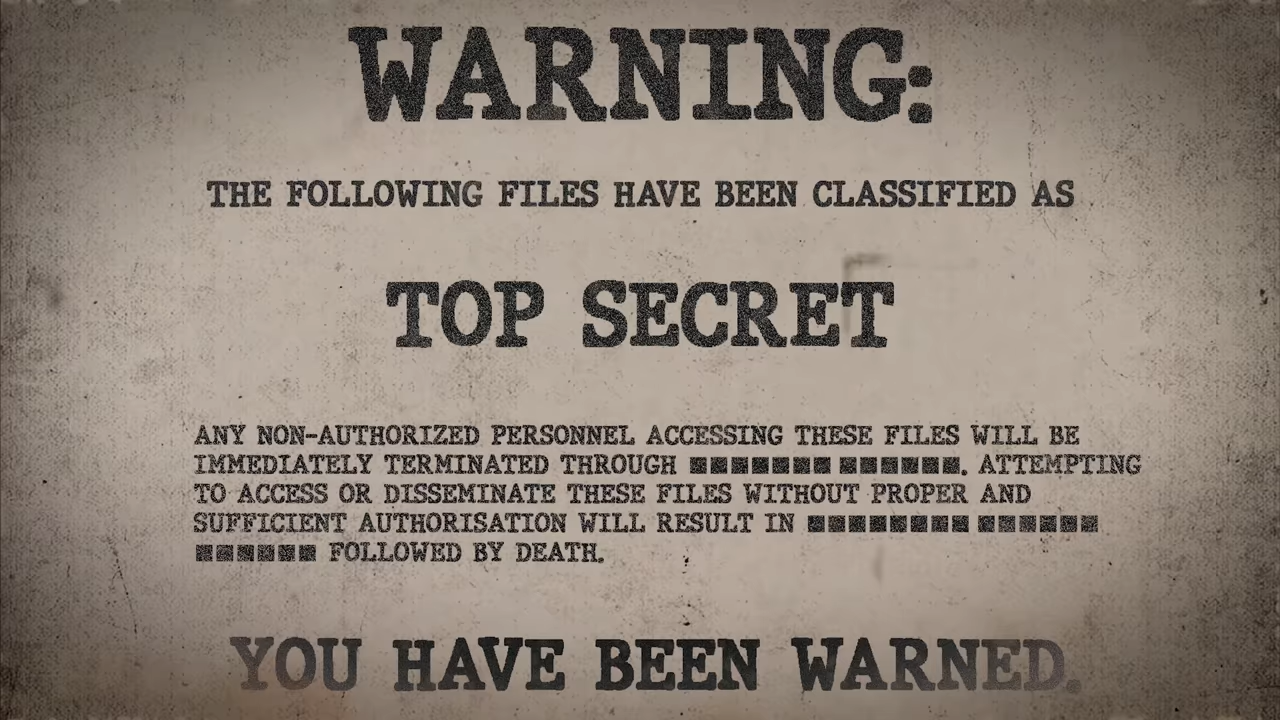 WARNING:
THE FOLLOWING FILES HAVE BEEN CLASSIFIED AS
TOP SECRET
ANY NON-AUTHORIZED PERSONNEL ACCESSING THESE FILES WILL BE
IMMEDIATELY TERMINATED THROUGH ■■■■■■■ ■■■■■■. ATTEMPTING
TO ACCESS OR DISSEMINATE THESE FILES WITHOUT PROPER AND
SUFFICIENT AUTHORISATION WILL RESULT IN ■■■■■■■■ ■■■■■■
■■■■■■ FOLLOWED BY DEATH.
YOU HAVE BEEN WARNED.